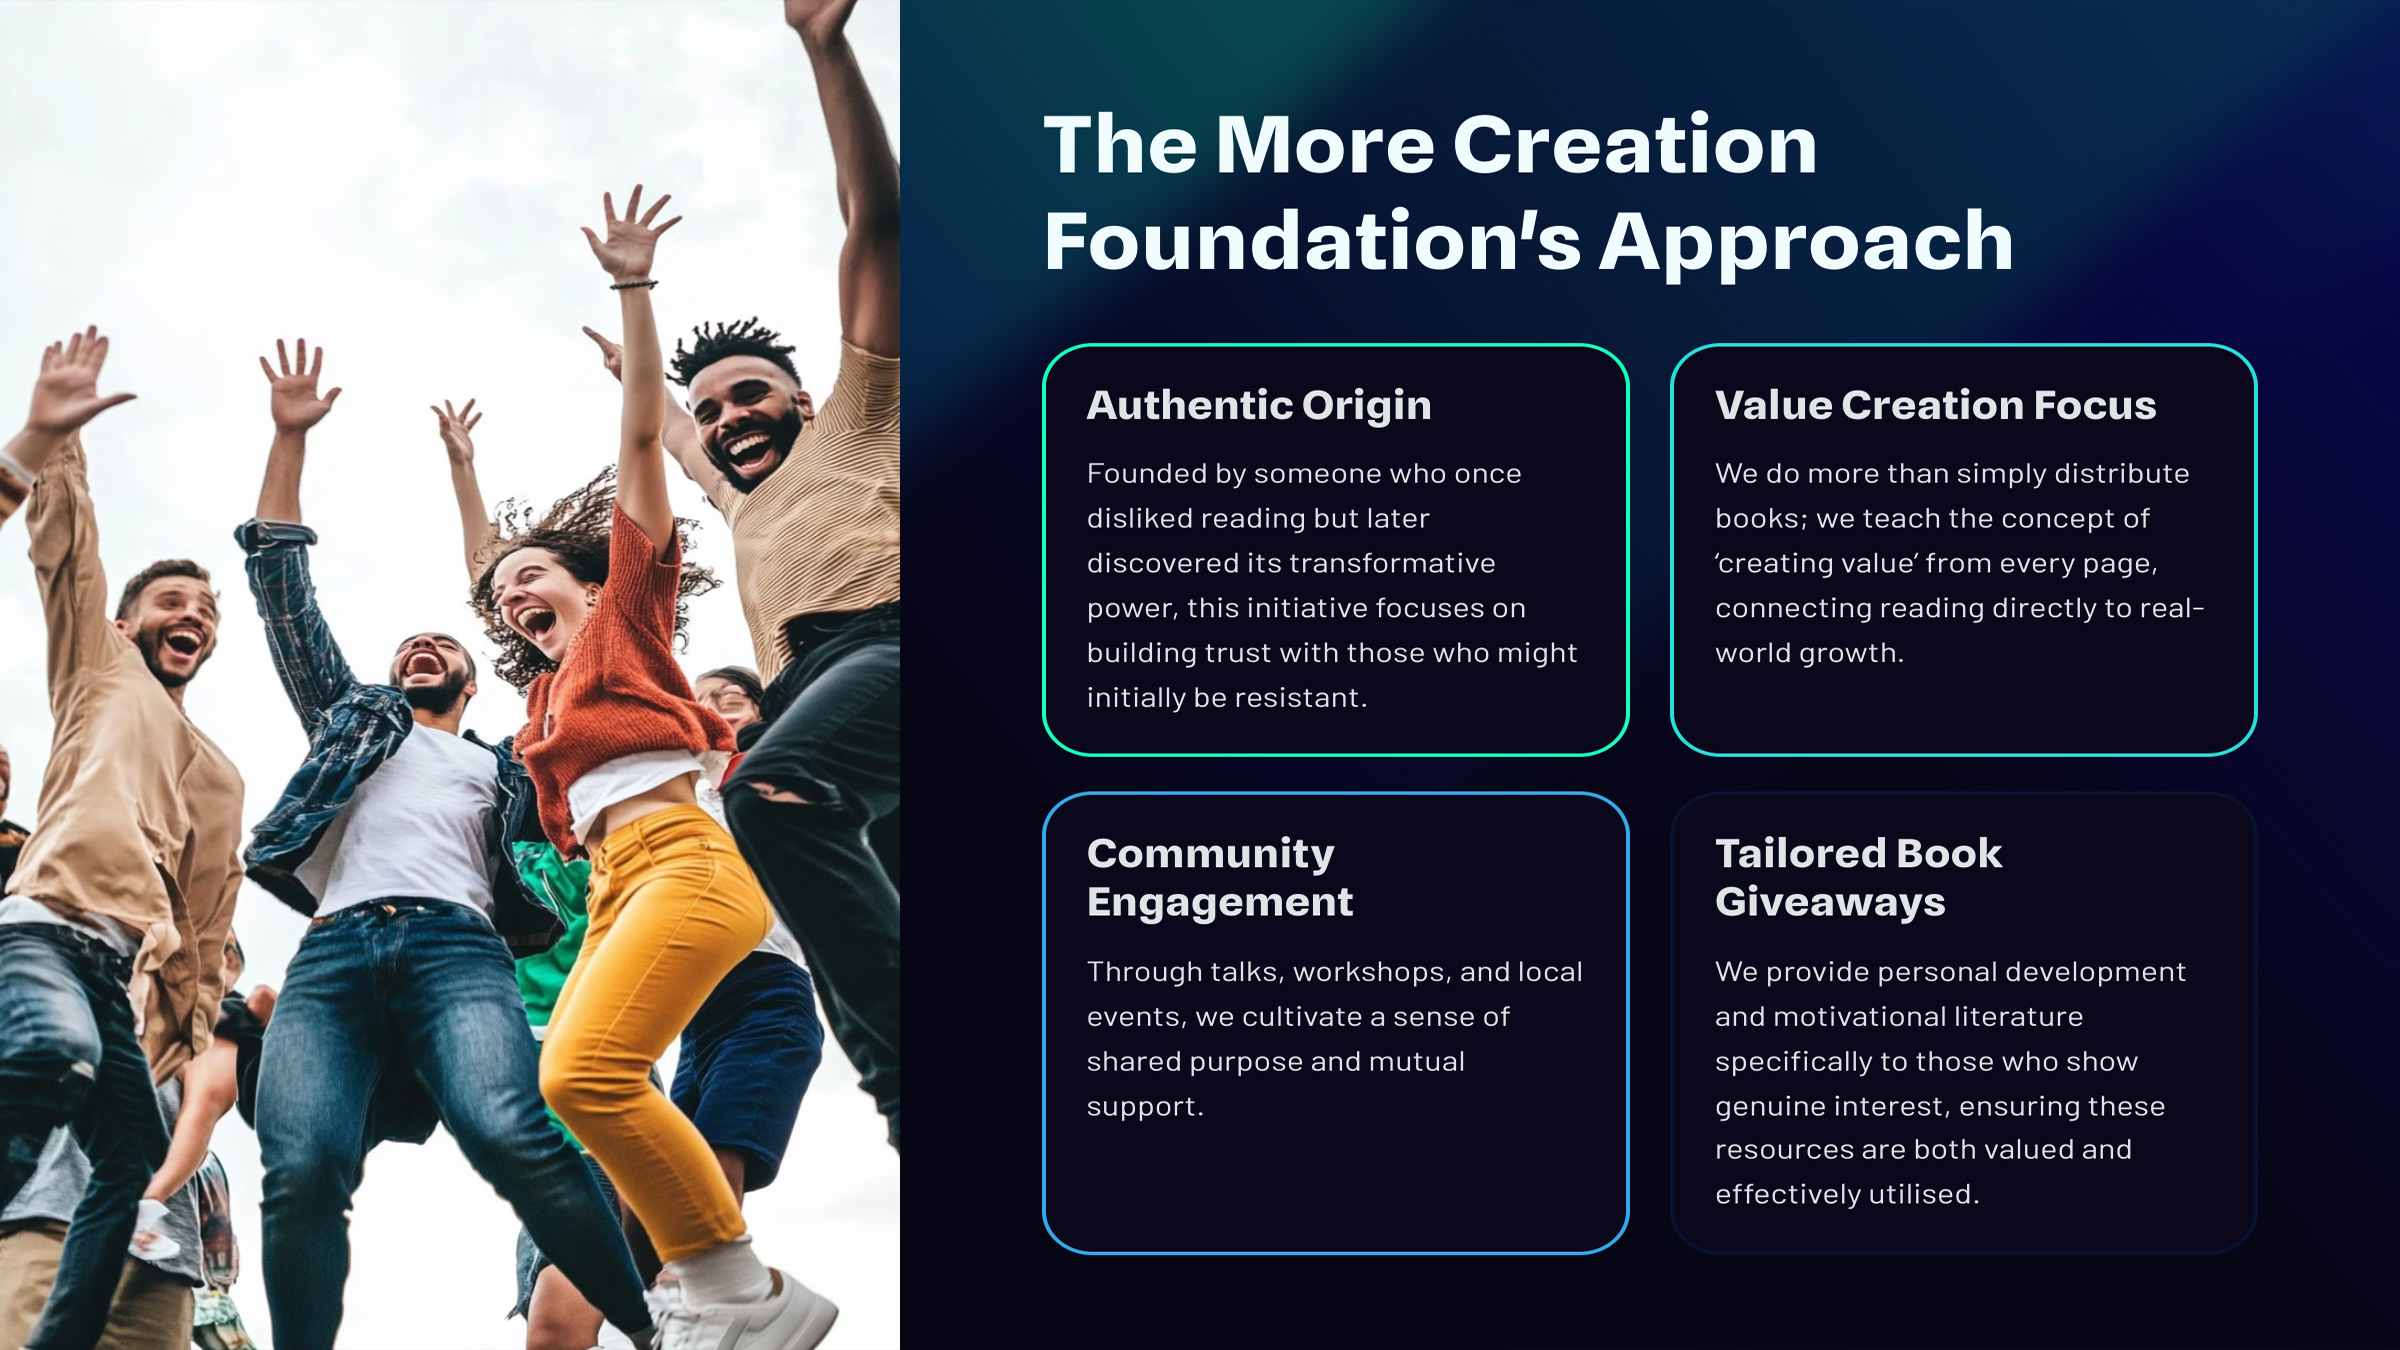 The More Creation
Foundation's Approach
Authentic Origin
Founded by someone who once
disliked reading but later
discovered its transformative
power, this initiative focuses on
building trust with those who might
initially be resistant.
Value Creation Focus
We do more than simply distribute
books; we teach the concept of
‘creating value’ from every page,
connecting reading directly to real-
world growth.
Community
Engagement
Through talks, workshops, and local
events, we cultivate a sense of
shared purpose and mutual
support.
Tailored Book
Giveaways
We provide personal development
and motivational literature
specifically to those who show
genuine interest, ensuring these
resources are both valued and
effectively utilised.